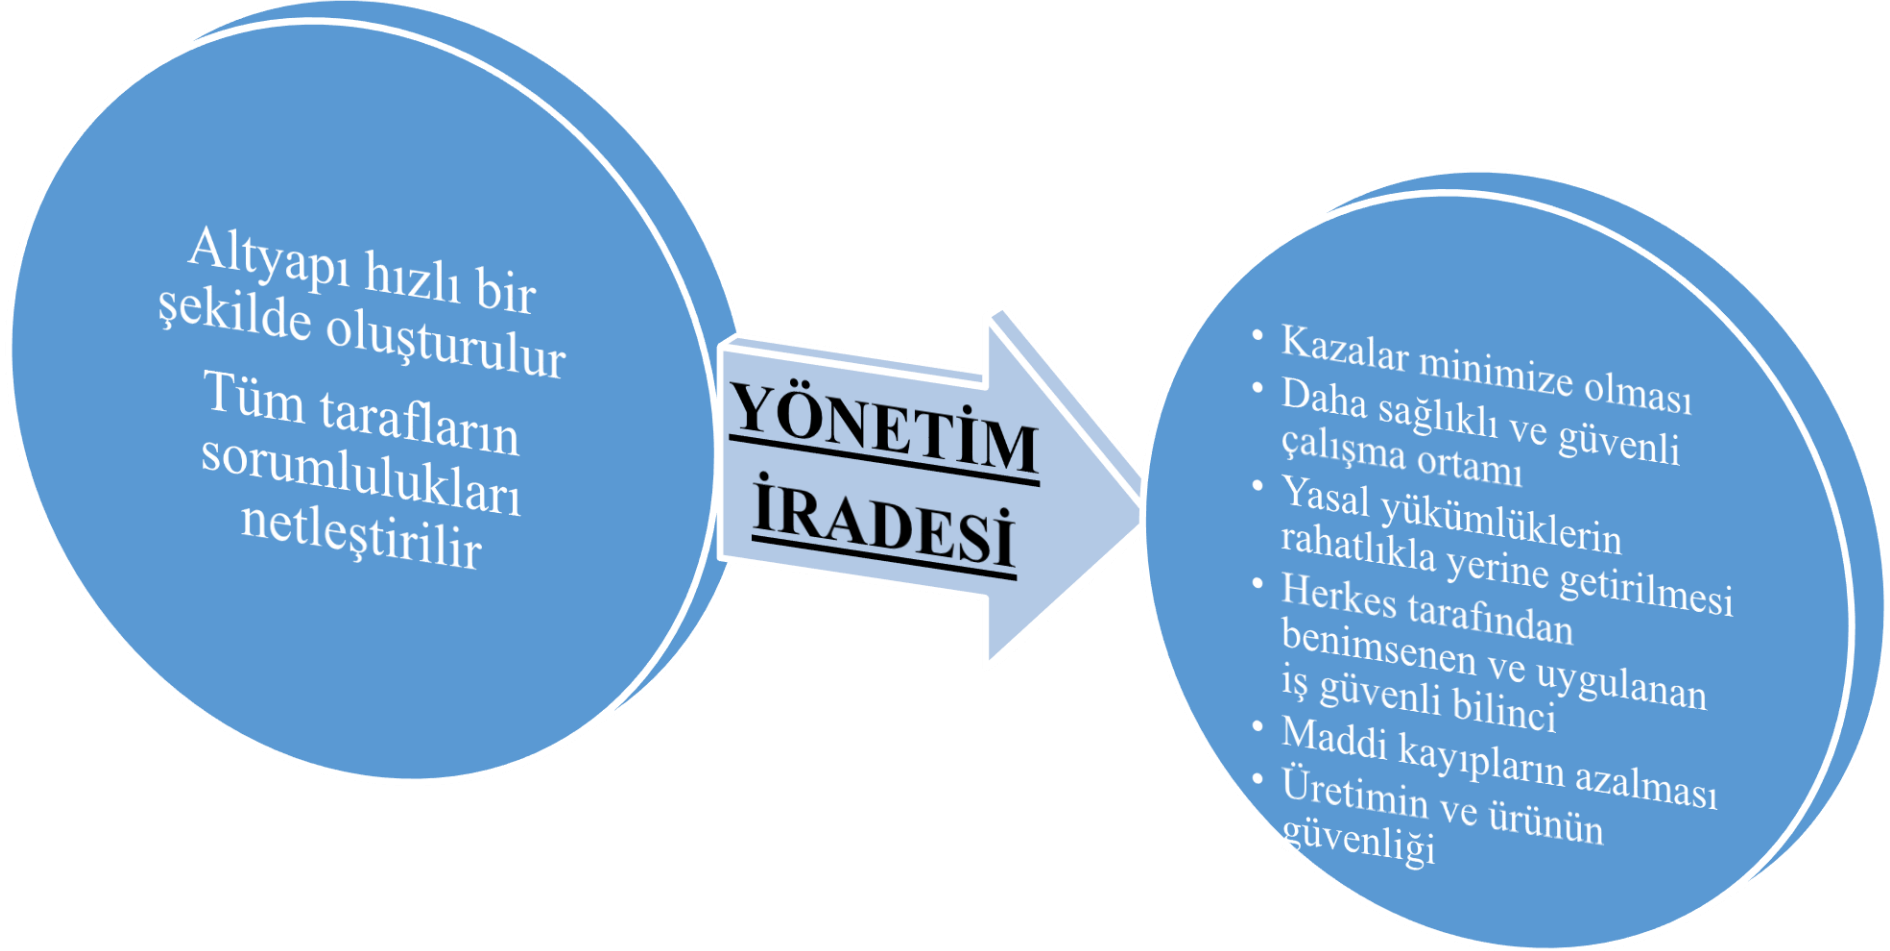 Altyapı hızlı bir
şekilde oluşturulur
Tüm tarafların
sorumlulukları
netleştirilir
YÖNETİM
İRADESİ
• Kazalar minimize olması
• Daha sağlıklı ve güvenli
çalışma ortamı
• Yasal yükümlüklerin
rahatlıkla yerine getirilmesi
• Herkes tarafından
benimsenen ve uygulanan
iş güvenli bilinci
• Maddi kayıpların azalması
• Üretimin ve ürünün
güvenliği